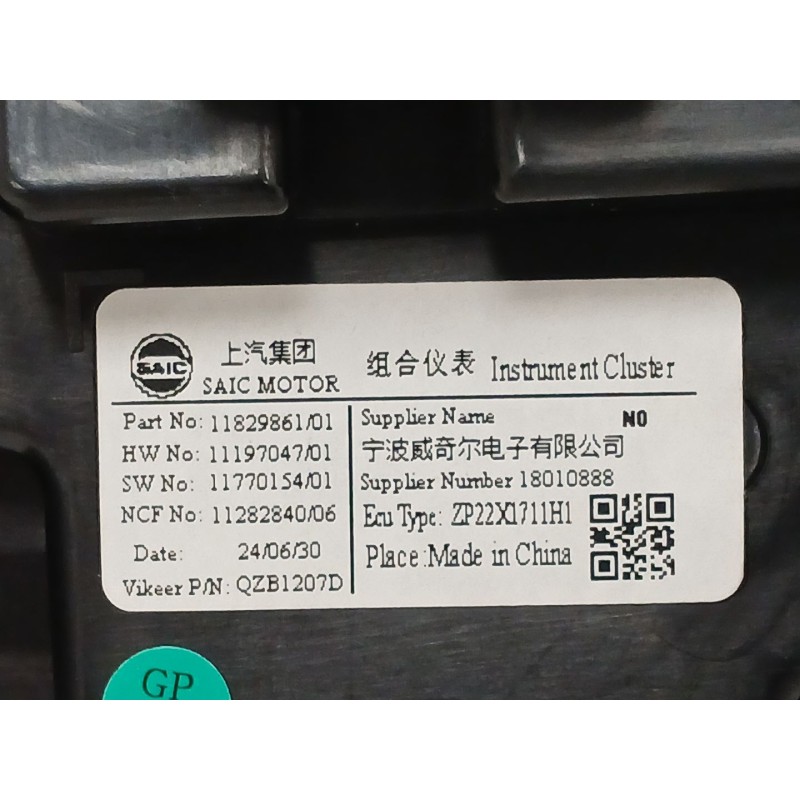 SAIC
上汽集团
SAIC MOTOR
组合仪表 Instrument Cluster
Part No: 11829861/01
HW No: 11197047/01
SW No: 11770154/01
NCF No: 11282840/06
Date: 24/06/30
Vikeer P/N: QZB1207D
Supplier Name N0
宁波威奇尔电子有限公司
Supplier Number 18010888
Ecu Type: ZP22X1711H1
Place:Made in China
GP